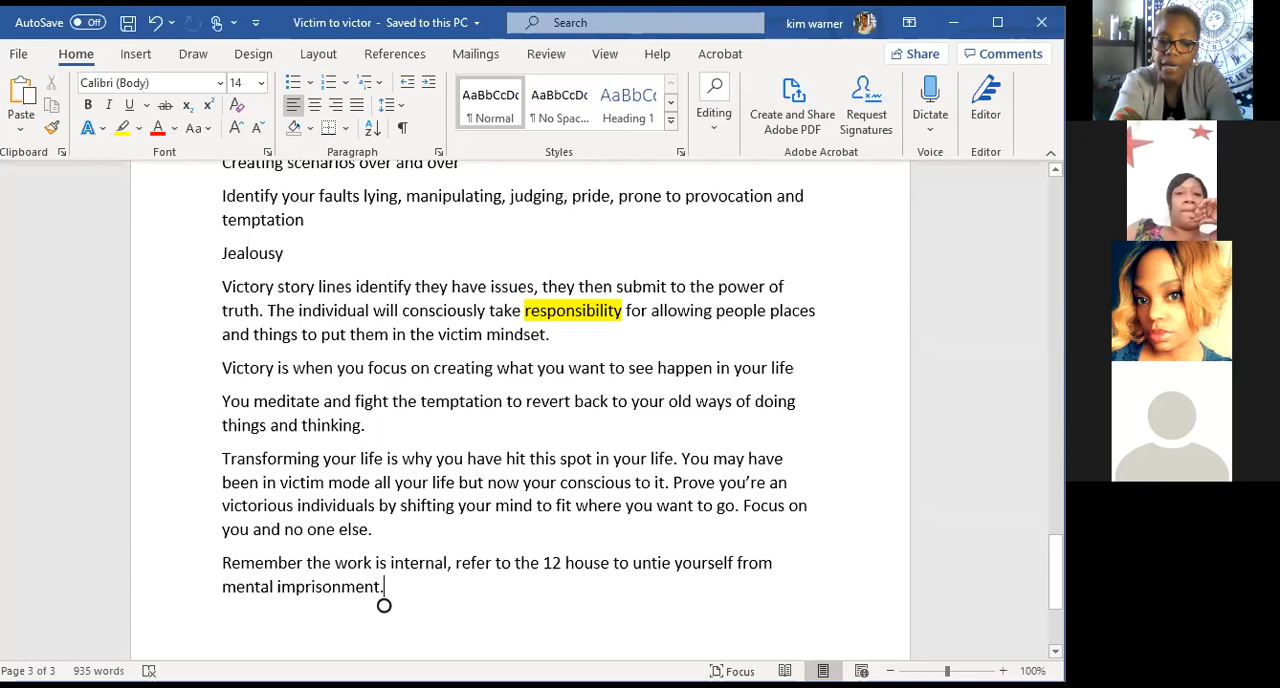 AutoSave Off Victim to victor - Saved to this PC Search kim warner
File Home Insert Draw Design Layout References Mailings Review View Help Acrobat Share Comments
Calibri (Body) 14
AaBbCcDc AaBbCcDc AaBbC(
Paste ¶ Normal ¶ No Spac... Heading 1 Editing Create and Share Adobe PDF Request Signatures Dictate Editor
Clipboard Font Paragraph Styles Adobe Acrobat Voice Editor
Creating scenarios over and over
Identify your faults lying, manipulating, judging, pride, prone to provocation and
temptation
Jealousy
Victory story lines identify they have issues, they then submit to the power of
truth. The individual will consciously take responsibility for allowing people places
and things to put them in the victim mindset.
Victory is when you focus on creating what you want to see happen in your life
You meditate and fight the temptation to revert back to your old ways of doing
things and thinking.
Transforming your life is why you have hit this spot in your life. You may have
been in victim mode all your life but now your conscious to it. Prove you’re an
victorious individuals by shifting your mind to fit where you want to go. Focus on
you and no one else.
Remember the work is internal, refer to the 12 house to untie yourself from
mental imprisonment.
Page 3 of 3 935 words Focus 100%